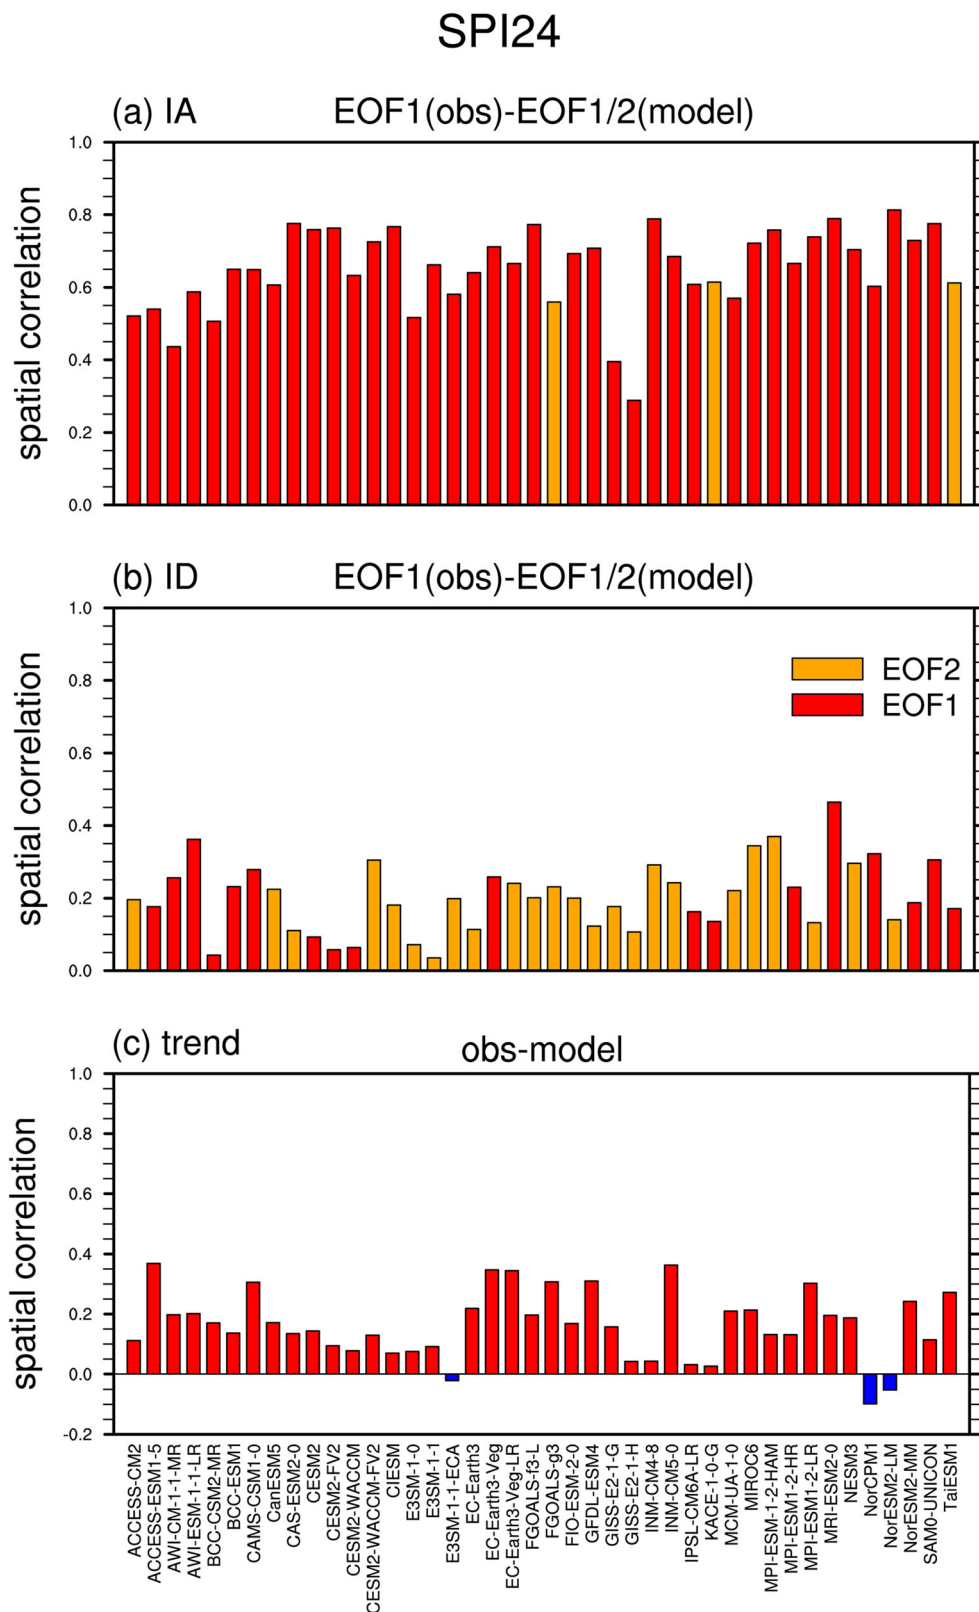 SPI24
(a) IA EOF1(obs)-EOF1/2(model)
1.0
0.8
0.6
0.4
0.2
0.0
spatial correlation
(b) ID EOF1(obs)-EOF1/2(model)
1.0
0.8
0.6
0.4
0.2
0.0
spatial correlation
EOF2
EOF1
(c) trend obs-model
1.0
0.8
0.6
0.4
0.2
0.0
-0.2
spatial correlation
ACCESS-CM2
ACCESS-ESM1-5
AWI-CM-1-1-MR
AWI-ESM-1-1-LR
BCC-CSM2-MR
BCC-ESM1
CAMS-CSM1-0
CanESM5
CAS-ESM2-0
CESM2
CESM2-FV2
CESM2-WACCM
CESM2-WACCM-FV2
CIESM
E3SM-1-0
E3SM-1-1
E3SM-1-1-ECA
EC-Earth3
EC-Earth3-Veg
EC-Earth3-Veg-LR
FGOALS-f3-L
FGOALS-g3
FIO-ESM-2-0
GFDL-ESM4
GISS-E2-1-G
GISS-E2-1-H
INM-CM4-8
INM-CM5-0
IPSL-CM6A-LR
KACE-1-0-G
MCM-UA-1-0
MIROC6
MPI-ESM-1-2-HAM
MPI-ESM1-2-HR
MPI-ESM1-2-LR
MRI-ESM2-0
NESM3
NorCPM1
NorESM2-LM
NorESM2-MM
SAM0-UNICON
TaiESM1